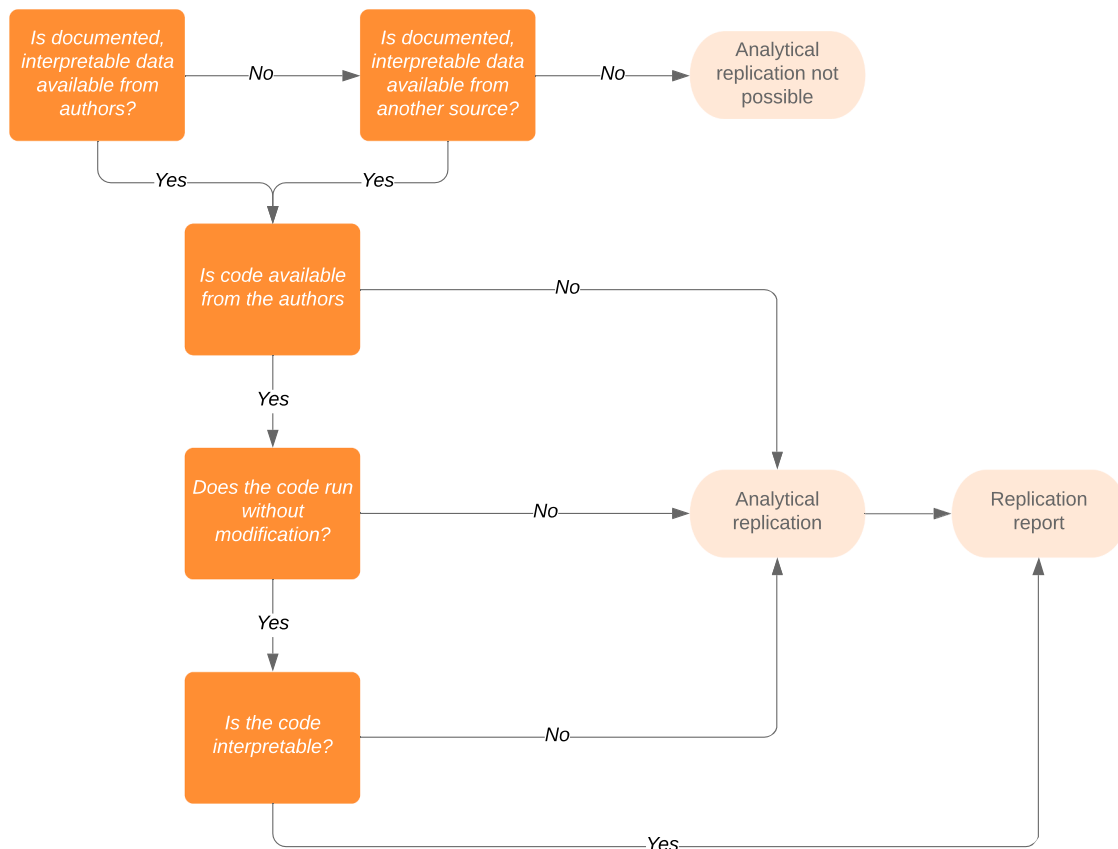 Is documented,
interpretable data
available from
authors?
No
Is documented,
interpretable data
available from
another source?
No
Analytical
replication not
possible
Yes
Yes
Is code available
from the authors
No
Yes
Does the code run
without
modification?
No
Analytical
replication
Replication
report
Yes
Is the code
interpretable?
No
Yes